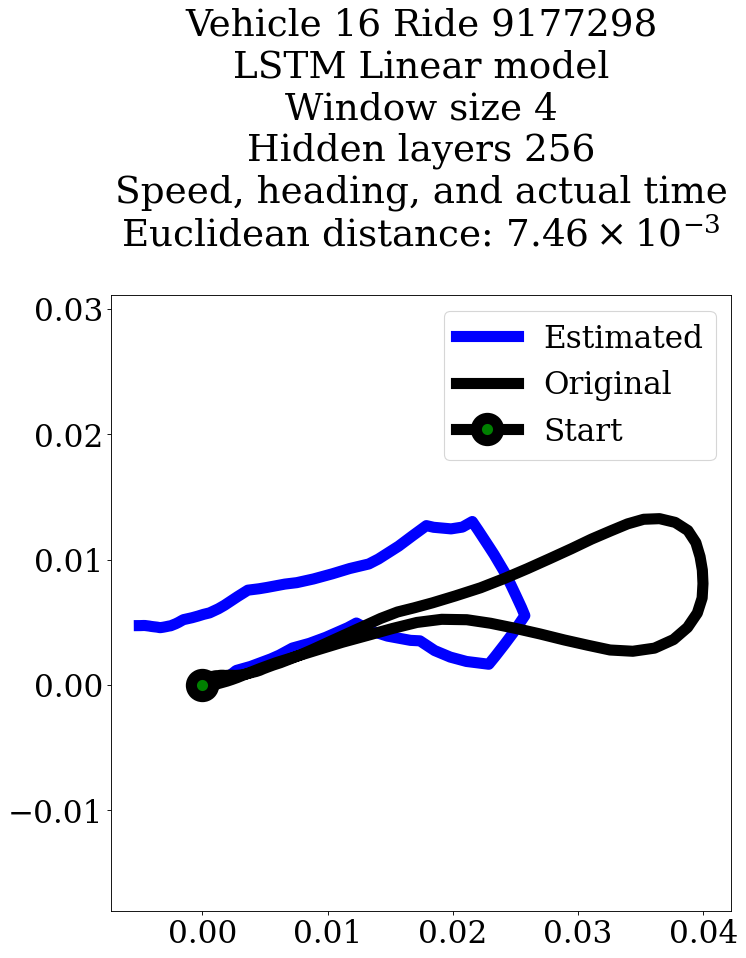 Vehicle 16 Ride 9177298
LSTM Linear model
Window size 4
Hidden layers 256
Speed, heading, and actual time
Euclidean distance: 7.46 × 10⁻³
0.03
0.02
0.01
0.00
−0.01
Estimated
Original
Start
0.00 0.01 0.02 0.03 0.04